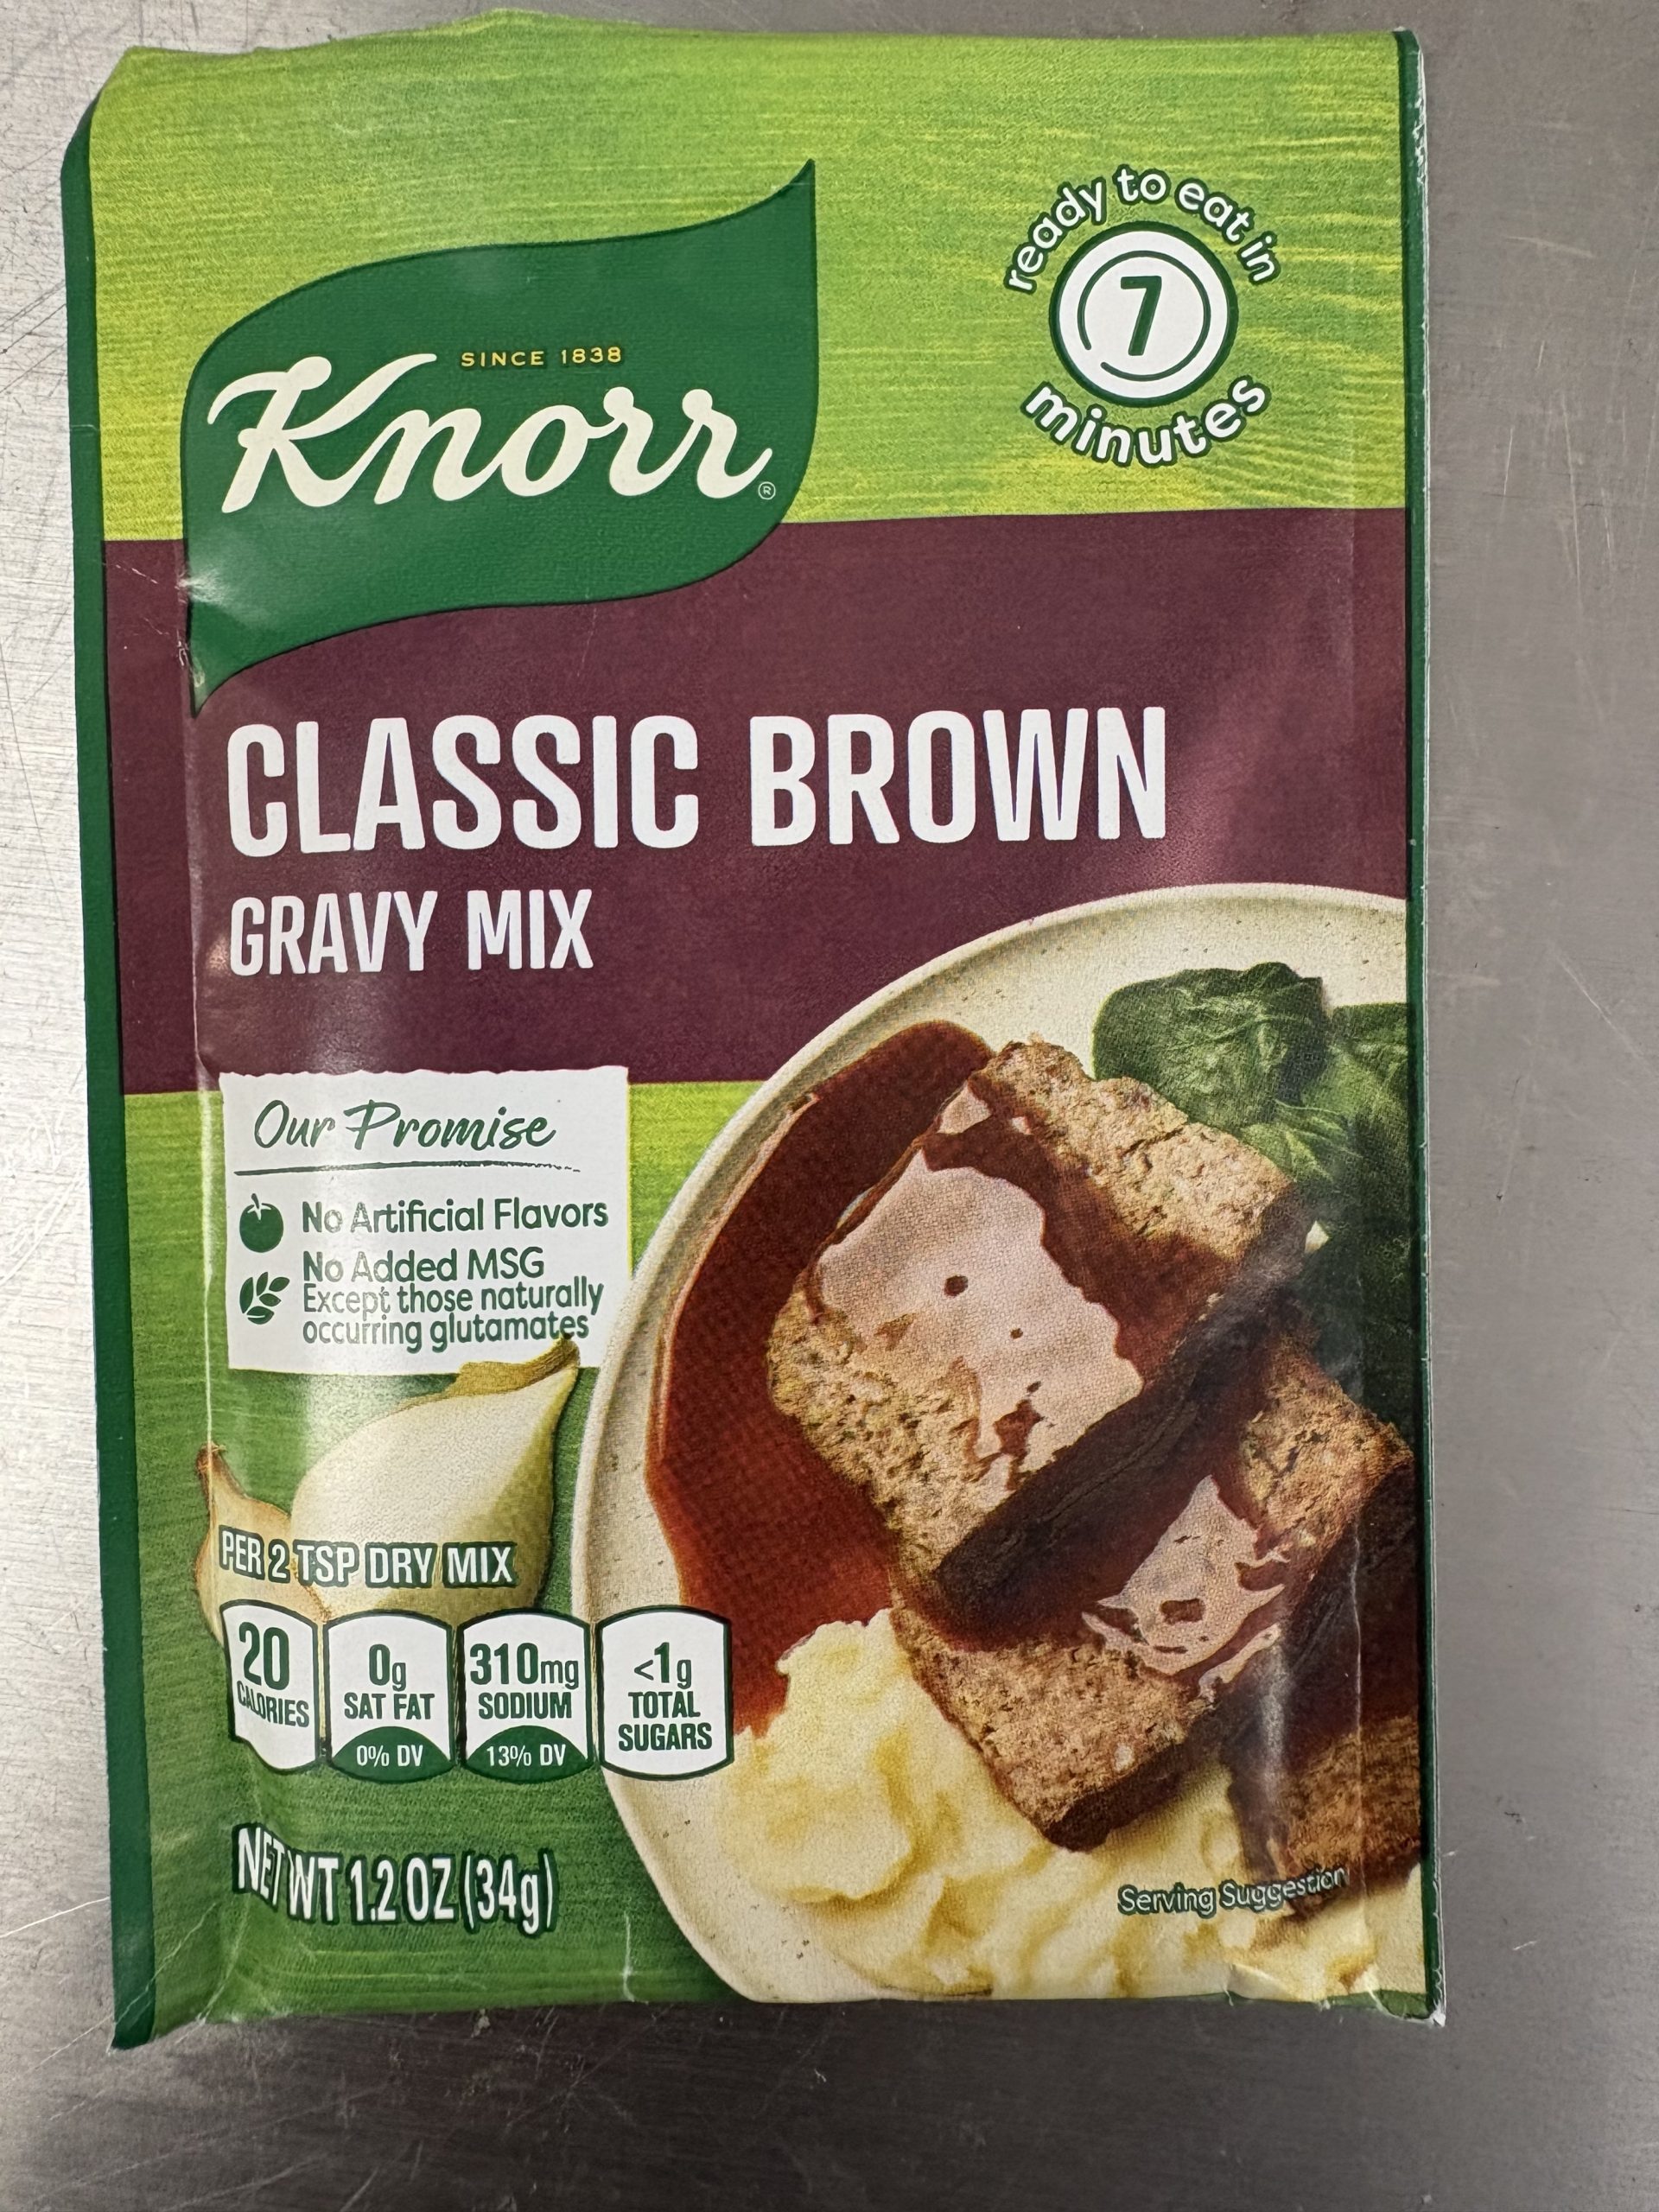 ready to eat in
7
minutes
SINCE 1838
Knorr®
CLASSIC BROWN
GRAVY MIX
Our Promise
No Artificial Flavors
No Added MSG
Except those naturally
occurring glutamates
PER 2 TSP DRY MIX
20
CALORIES
0g
SAT FAT
0% DV
310mg
SODIUM
13% DV
<1g
TOTAL
SUGARS
NET WT 1.2 OZ (34g)
Serving Suggestion